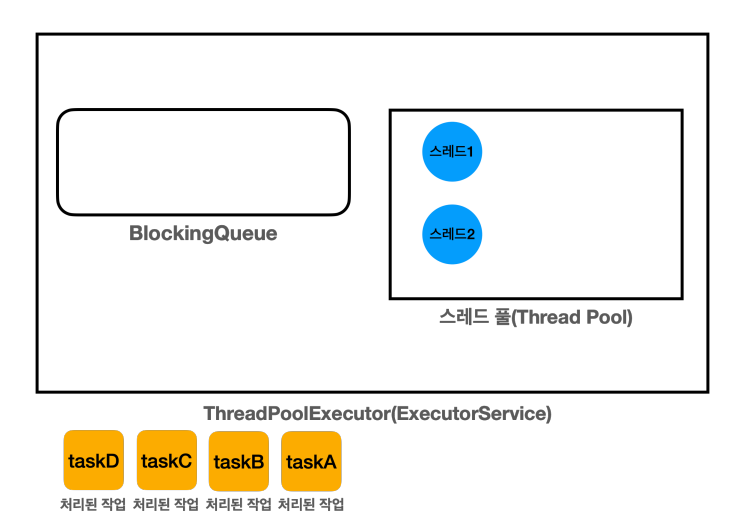 스레드1
스레드2
BlockingQueue
스레드 풀(Thread Pool)
ThreadPoolExecutor(ExecutorService)
taskD taskC taskB taskA
처리된 작업 처리된 작업 처리된 작업 처리된 작업